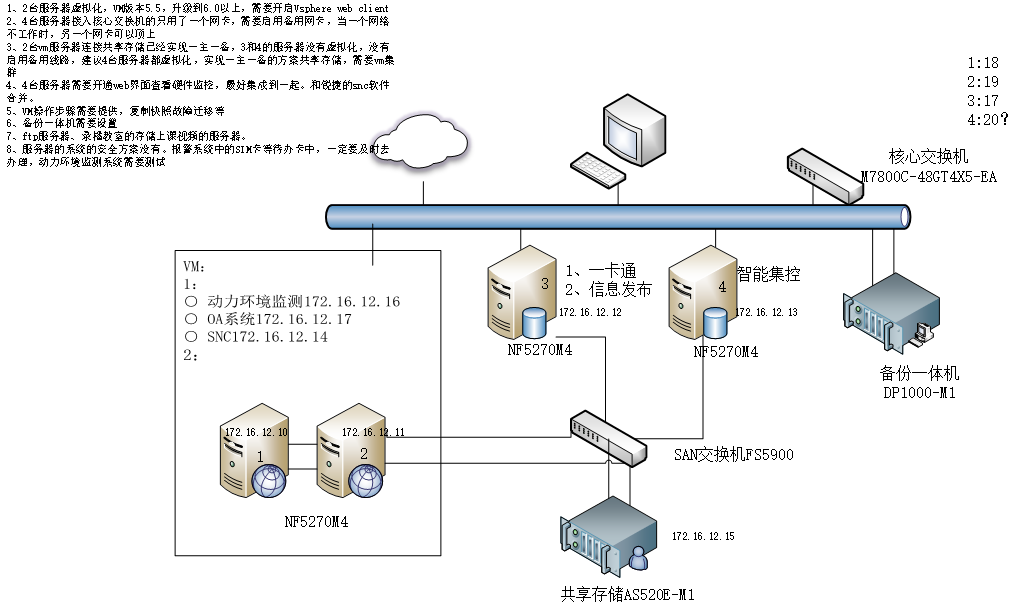 1、2台服务器虚拟化，VM版本5.5，升级到6.0以上，需要开启Vsphere web client
2、4台服务器接入核心交换机的只用了一个网卡，需要启用备用网卡，当一个网络
不工作时，另一个网卡可以顶上
3、2台vm服务器连接共享存储已经实现一主一备，3和4的服务器没有虚拟化，没有
启用备用线路，建议4台服务器都虚拟化，实现一主一备的方案共享存储，需要vm集
群
4、4台服务器需要开通web界面查看硬件监控，最好集成到一起。和锐捷的snc软件
合并。
5、VM操作步骤需要提供，复制快照故障迁移等
6、备份一体机需要设置
7、ftp服务器、录播教室的存储上课视频的服务器。
8、服务器的系统的安全方案没有。报警系统中的SIM卡等待办卡中，一定要及时去
办理，动力环境监测系统需要测试
1:18
2:19
3:17
4:20?
核心交换机
M7800C-48GT4X5-EA
VM:
1:
动力环境监测172.16.12.16
OA系统172.16.12.17
SNC172.16.12.14
2:
3
1、一卡通
2、信息发布
172.16.12.12
NF5270M4
4
智能集控
172.16.12.13
NF5270M4
备份一体机
DP1000-M1
172.16.12.10
1
172.16.12.11
2
NF5270M4
SAN交换机FS5900
172.16.12.15
共享存储AS520E-M1